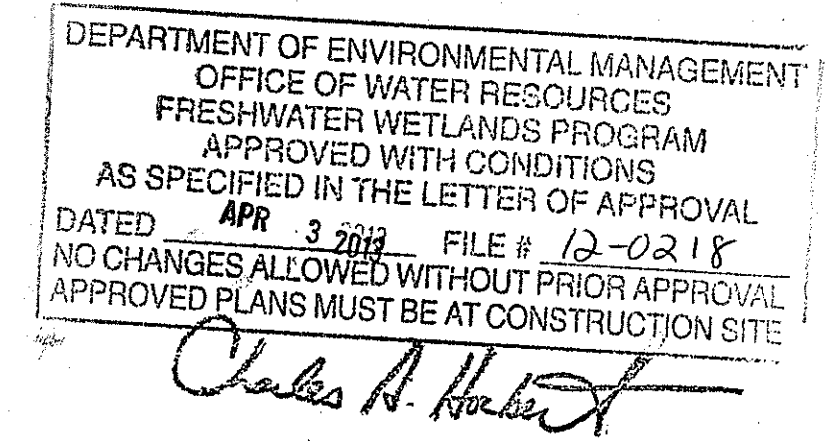 DEPARTMENT OF ENVIRONMENTAL MANAGEMENT
OFFICE OF WATER RESOURCES
FRESHWATER WETLANDS PROGRAM
APPROVED WITH CONDITIONS
AS SPECIFIED IN THE LETTER OF APPROVAL
DATED APR 3 2013 FILE # 12-0218
NO CHANGES ALLOWED WITHOUT PRIOR APPROVAL
APPROVED PLANS MUST BE AT CONSTRUCTION SITE
Charles A. Horbert